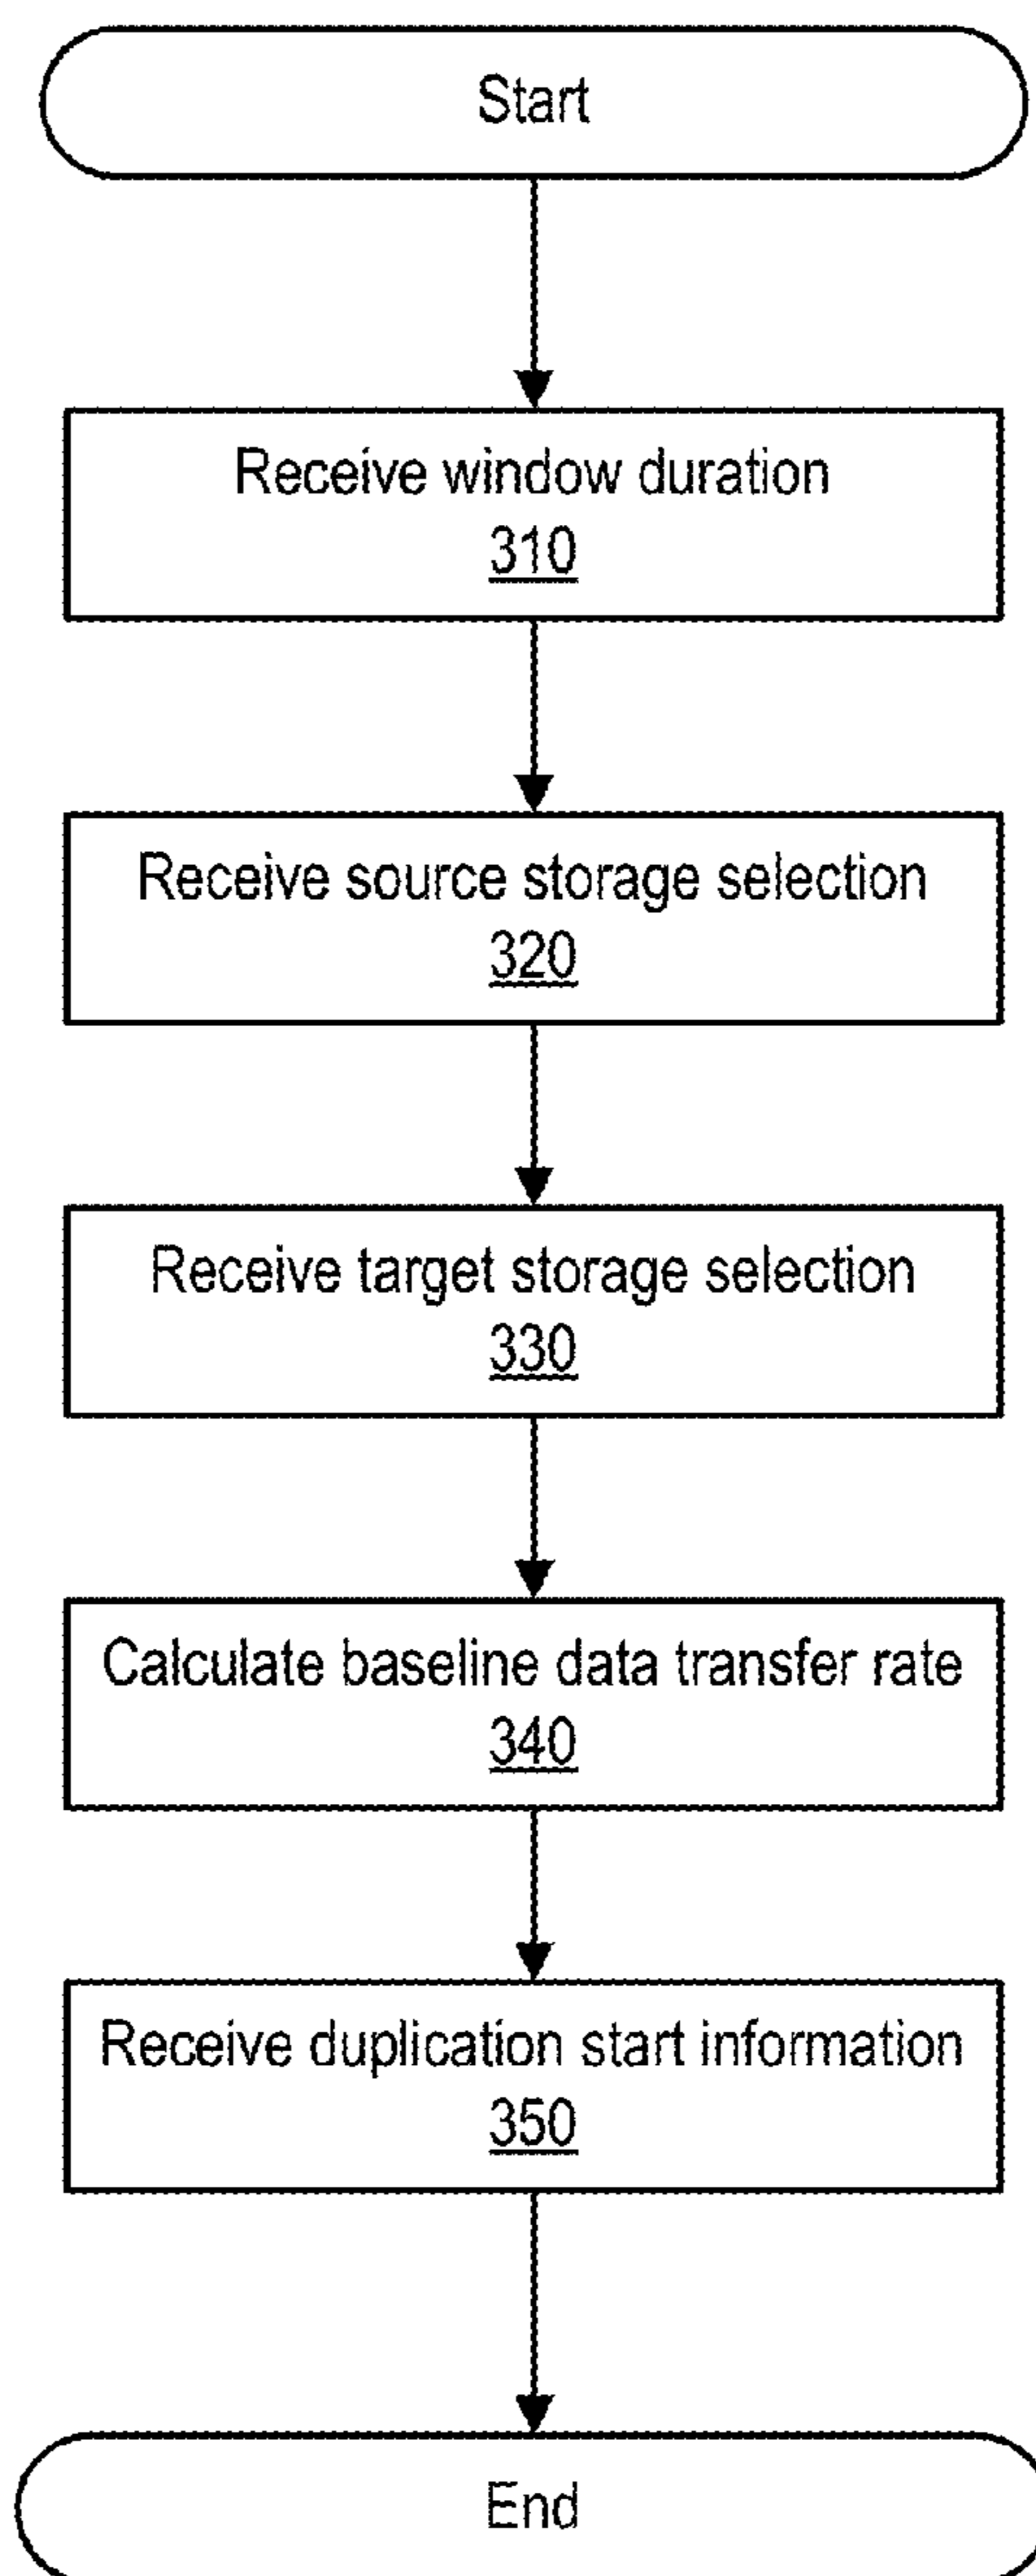 Start
Receive window duration
310
Receive source storage selection
320
Receive target storage selection
330
Calculate baseline data transfer rate
340
Receive duplication start information
350
End